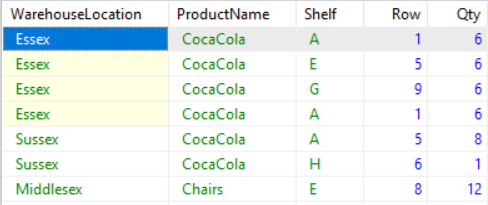 WarehouseLocation ProductName Shelf Row Qty
Essex CocaCola A 1 6
Essex CocaCola E 5 6
Essex CocaCola G 9 6
Essex CocaCola A 1 6
Sussex CocaCola A 5 8
Sussex CocaCola H 6 1
Middlesex Chairs E 8 12